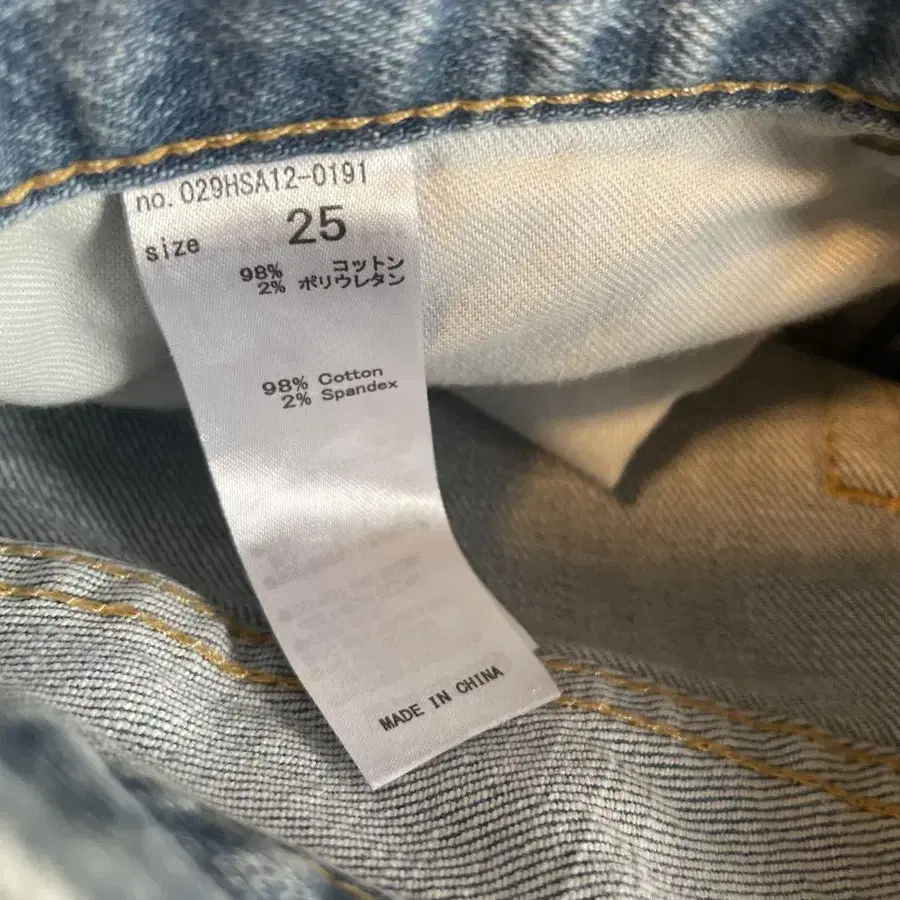 no. 029HSA12-0191
size 25
98% コットン
2% ポリウレタン
98% Cotton
2% Spandex
MADE IN CHINA